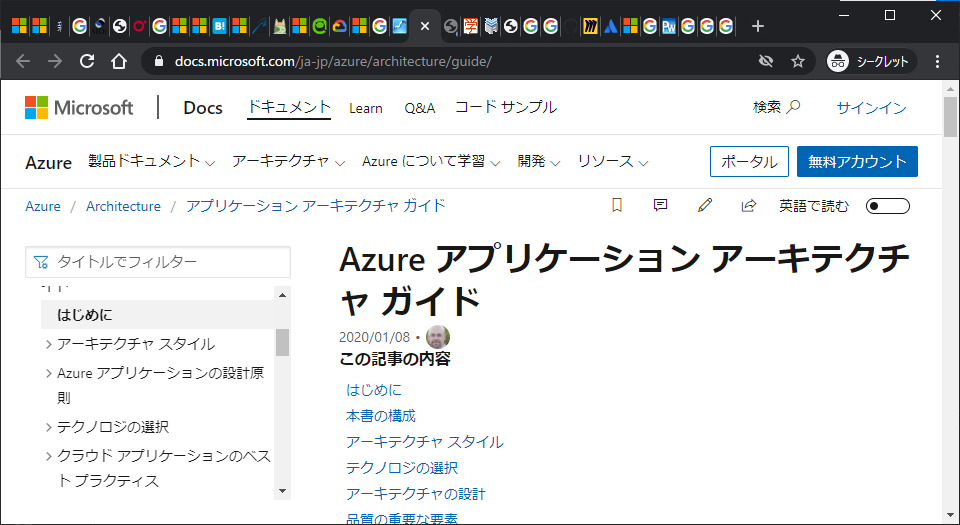 docs.microsoft.com/ja-jp/azure/architecture/guide/
シークレット
Microsoft
Docs
ドキュメント
Learn
Q&A
コード サンプル
検索
サインイン
Azure
製品ドキュメント
アーキテクチャ
Azure について学習
開発
リソース
ポータル
無料アカウント
Azure / Architecture / アプリケーション アーキテクチャ ガイド
英語で読む
タイトルでフィルター
はじめに
アーキテクチャ スタイル
Azure アプリケーションの設計原
則
テクノロジの選択
クラウド アプリケーションのベス
ト プラクティス
Azure アプリケーション アーキテクチ
ャ ガイド
2020/01/08 •
この記事の内容
はじめに
本書の構成
アーキテクチャ スタイル
テクノロジの選択
アーキテクチャの設計
品質の重要な要素